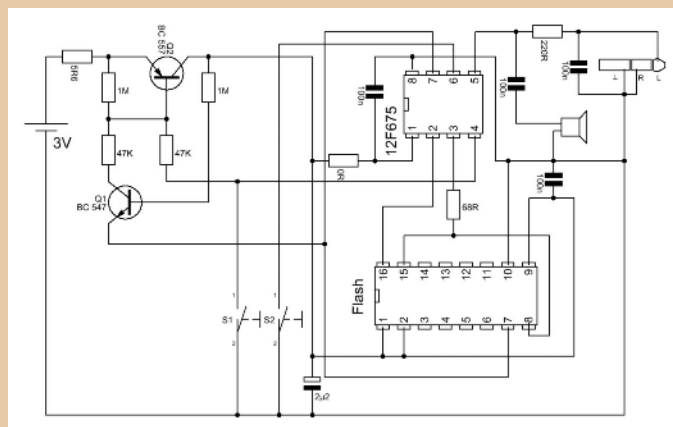 BC 557
Q2
5R6
1M
1M
47K
47K
3V
Q1
BC 547
S1
1
2
S2
1
2
2µ2
0R
100n
8 7 6 5
12F675
1 2 3 4
68R
220R
100n
100n
100n
R L
16 15 14 13 12 11 10 9
Flash
1 2 3 4 5 6 7 8